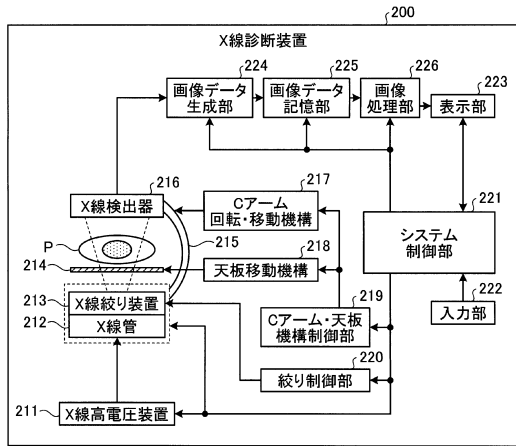 200
X線診断装置
224
225
226
223
画像データ
生成部
画像データ
記憶部
画像
処理部
表示部
216
X線検出器
217
Cアーム
回転・移動機構
221
システム
制御部
P
215
214
218
天板移動機構
213
X線絞り装置
212
X線管
219
Cアーム・天板
機構制御部
222
入力部
220
絞り制御部
211
X線高電圧装置